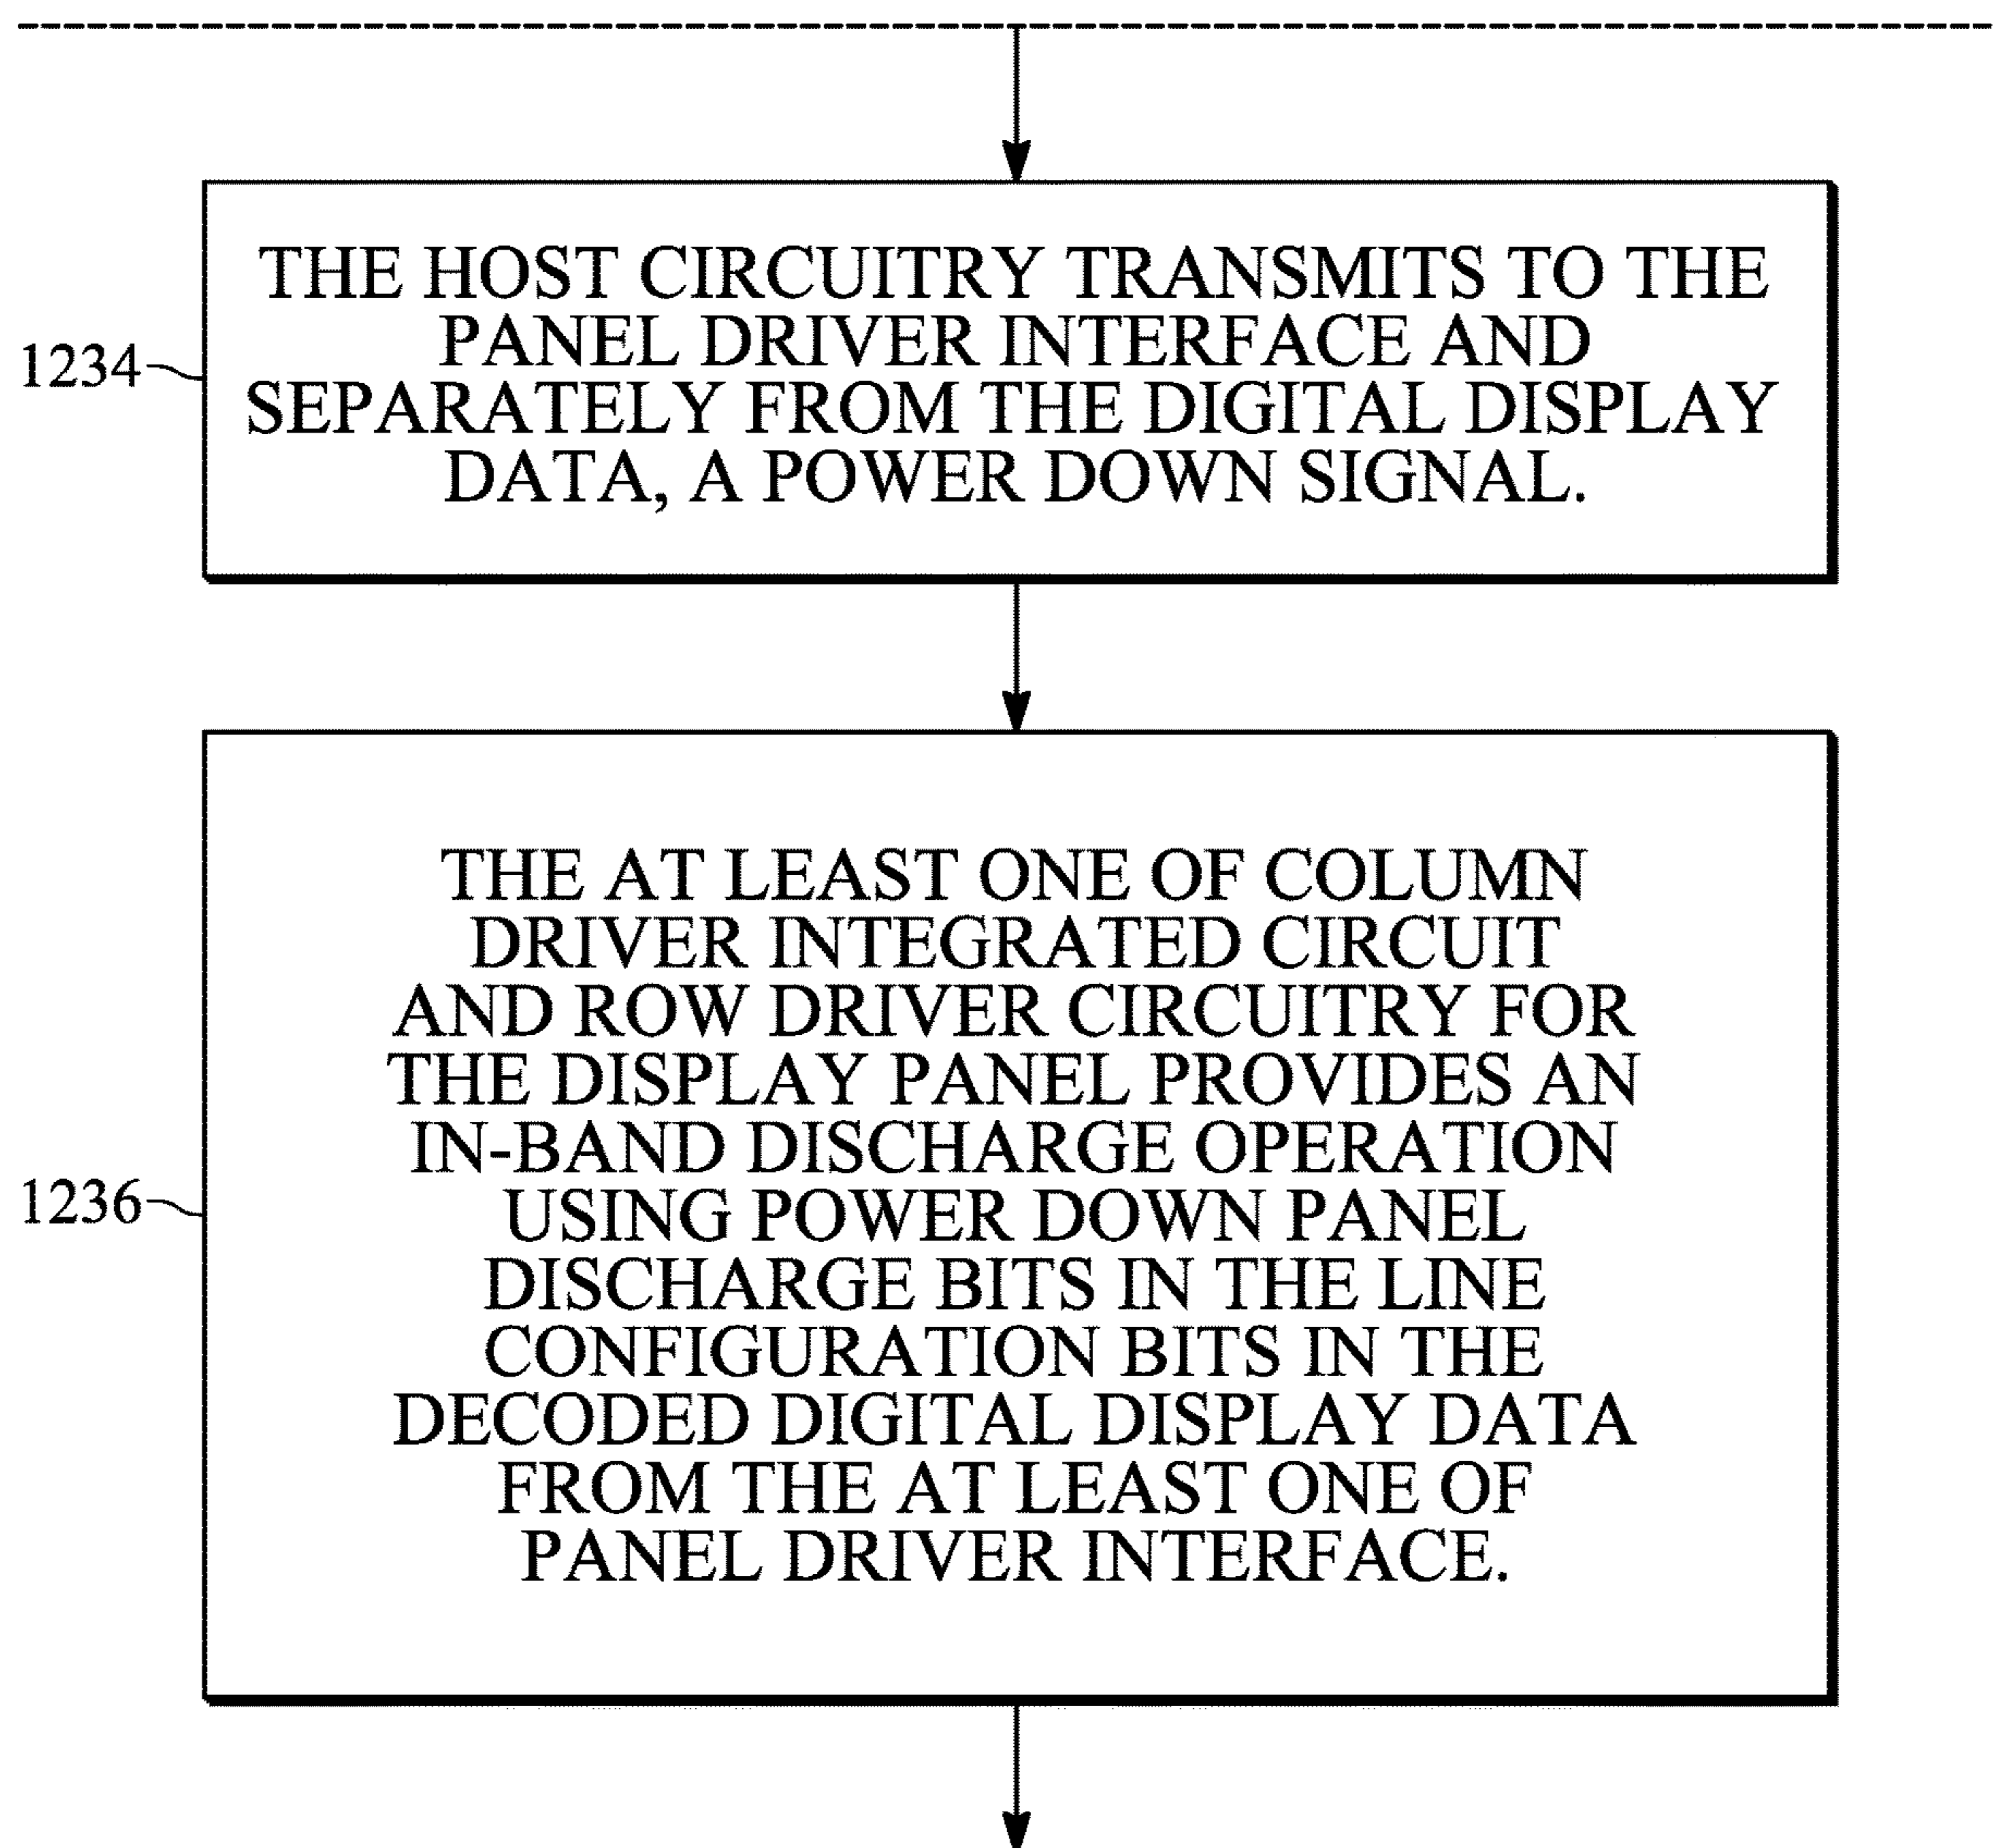 THE HOST CIRCUITRY TRANSMITS TO THE
PANEL DRIVER INTERFACE AND
SEPARATELY FROM THE DIGITAL DISPLAY
DATA, A POWER DOWN SIGNAL.
1234
THE AT LEAST ONE OF COLUMN
DRIVER INTEGRATED CIRCUIT
AND ROW DRIVER CIRCUITRY FOR
THE DISPLAY PANEL PROVIDES AN
IN-BAND DISCHARGE OPERATION
USING POWER DOWN PANEL
DISCHARGE BITS IN THE LINE
CONFIGURATION BITS IN THE
DECODED DIGITAL DISPLAY DATA
FROM THE AT LEAST ONE OF
PANEL DRIVER INTERFACE.
1236